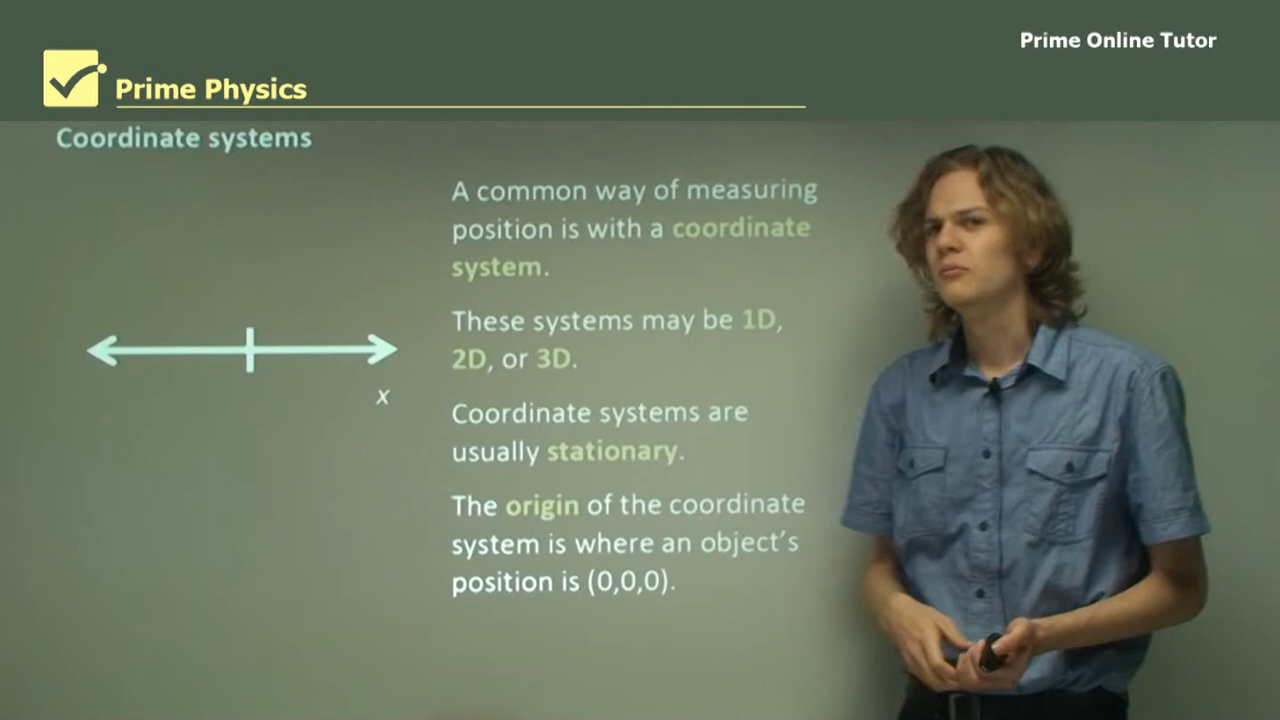 Prime Online Tutor
Prime Physics
Coordinate systems
A common way of measuring
position is with a coordinate
system.
These systems may be 1D,
2D, or 3D.
x
Coordinate systems are
usually stationary.
The origin of the coordinate
system is where an object's
position is (0,0,0).